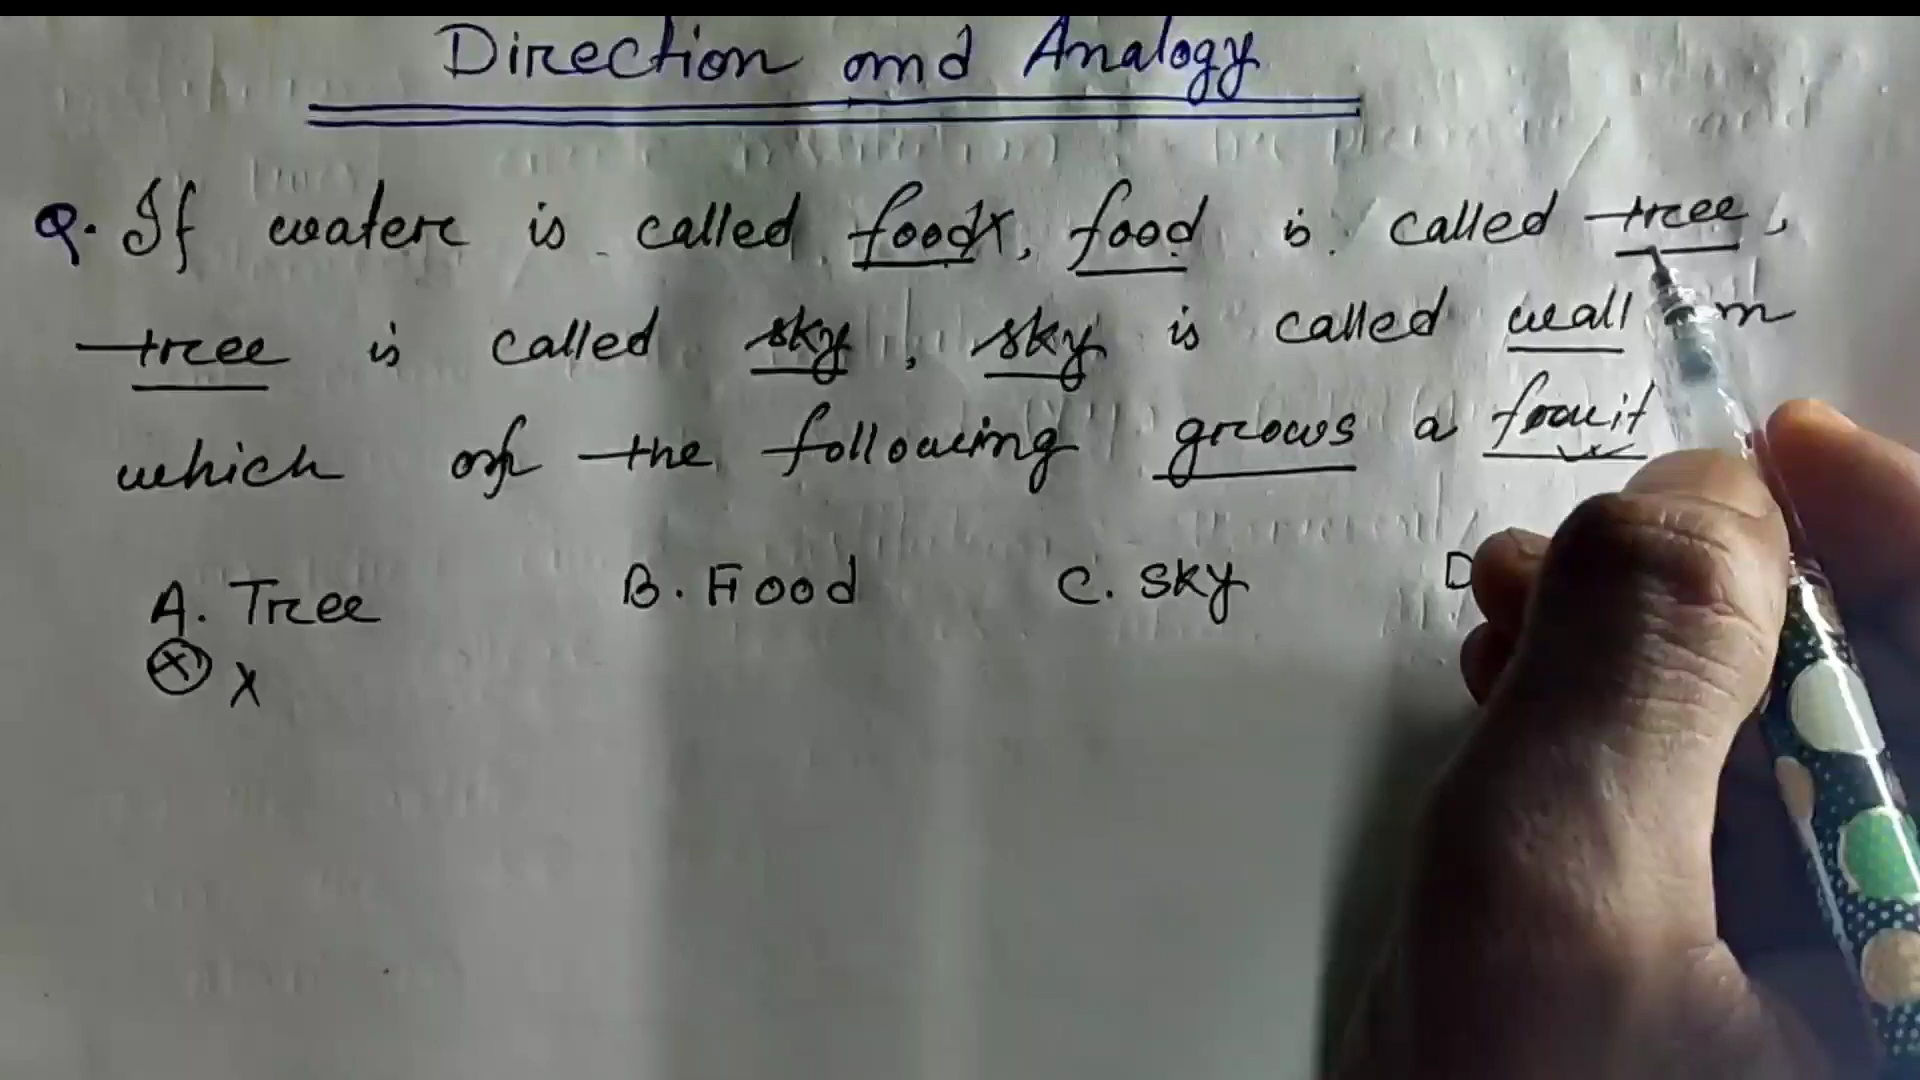 Direction and Analogy
Q. If water is called food, food is called tree,
tree is called sky, sky is called wall on
which of the following grows a fruit
A. Tree B. Food C. Sky D
X X